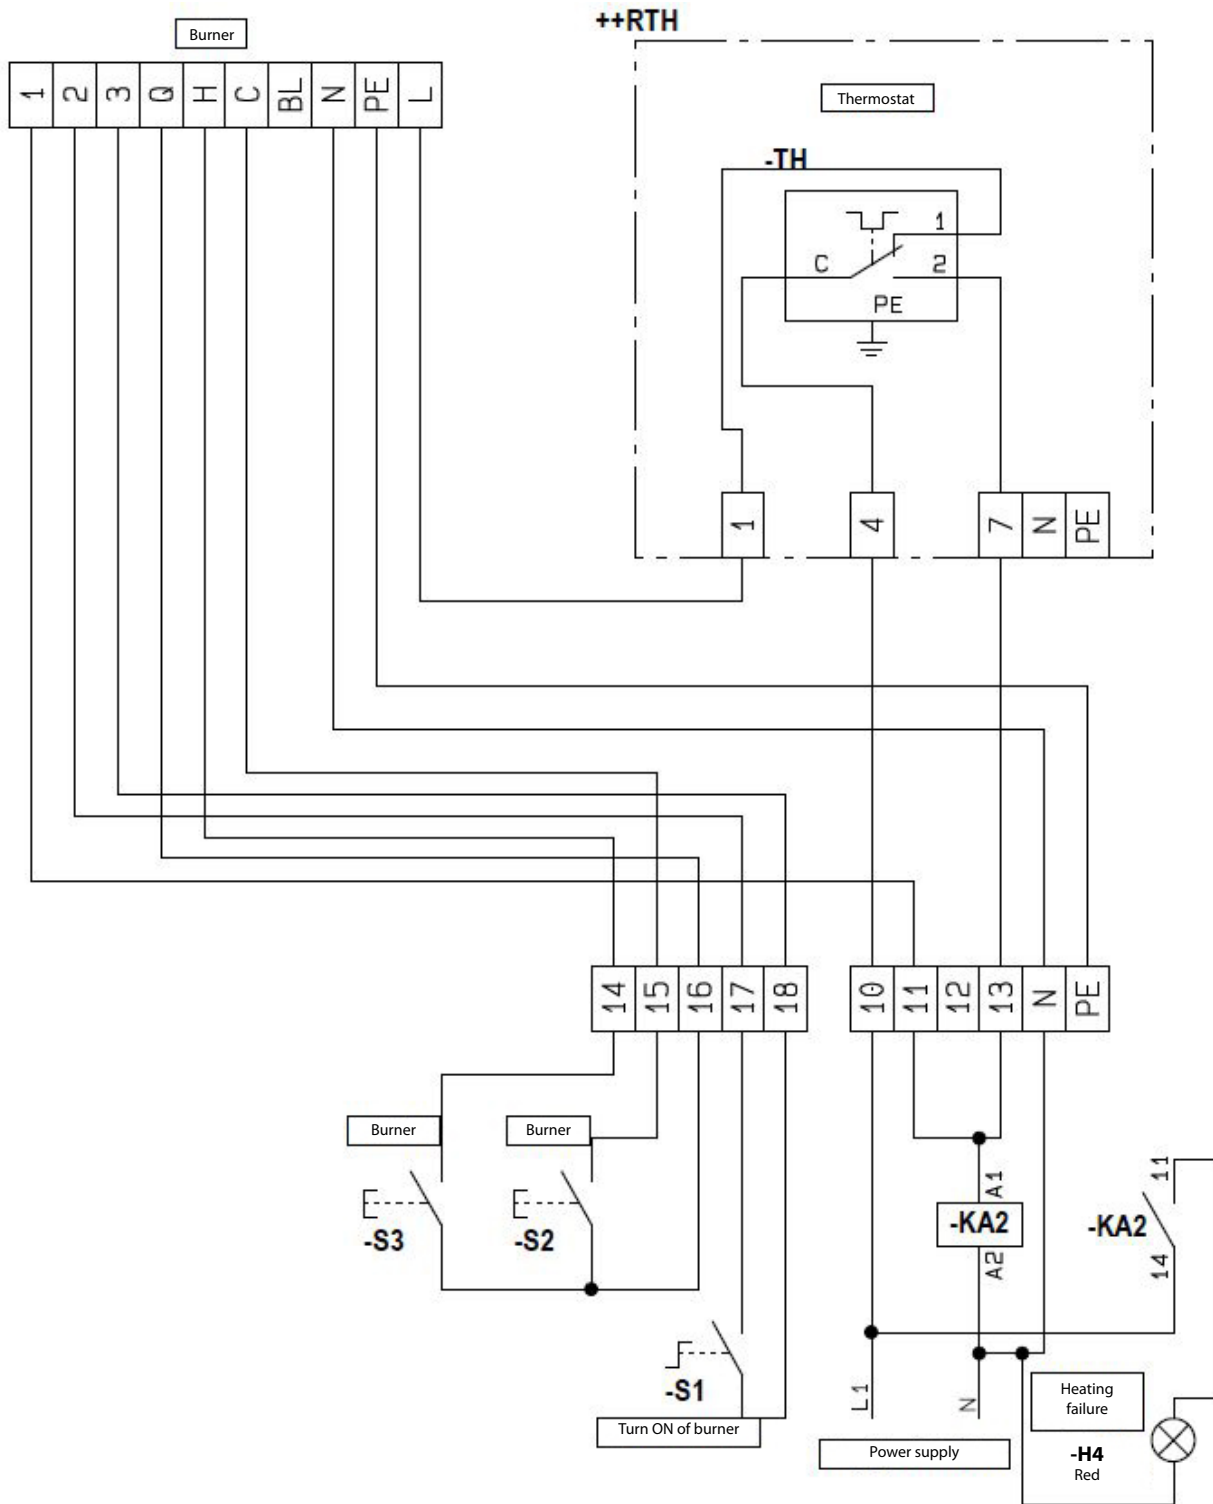 ++RTH
Burner
1 2 3 Q H C BL N PE L
Thermostat
-TH
1
C 2
PE
1 4 7 N PE
14 15 16 17 18 10 11 12 13 N PE
Burner Burner
A1 11
-KA2 -KA2
-S3 -S2
A2 14
-S1
L1 N
Heating
failure
Turn ON of burner
Power supply
-H4
Red